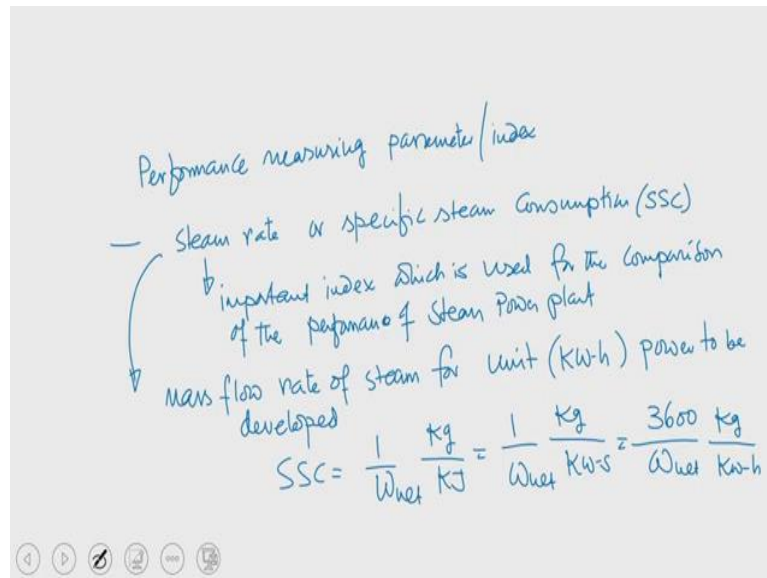 Performance measuring parameter/index
— Steam rate or specific steam Consumption (SSC)
important index which is used for the comparison
of the performance of Steam Power plant
mass flow rate of steam for unit (KW-h) power to be
developed
SSC = 1/Wnet Kg/KJ = 1/Wnet Kg/KW-s = 3600/Wnet Kg/Kw-h